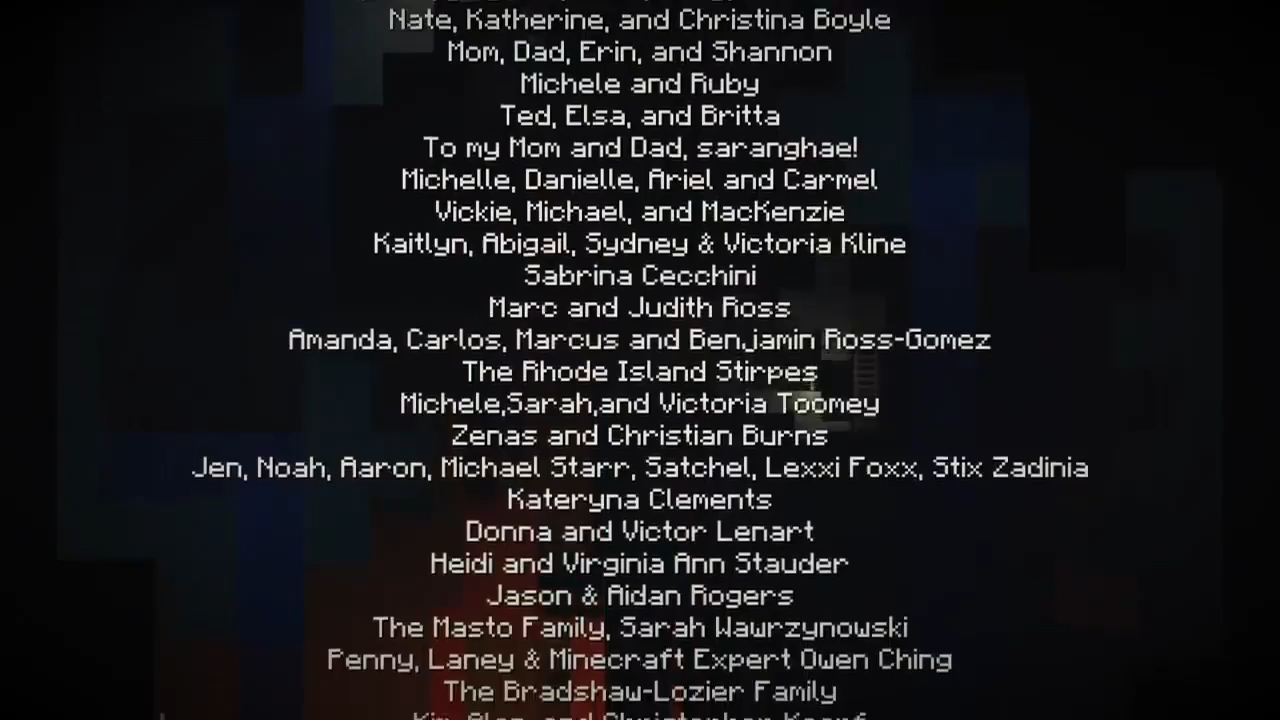 Nate, Katherine, and Christina Boyle
Mom, Dad, Erin, and Shannon
Michele and Ruby
Ted, Elsa, and Britta
To my Mom and Dad, saranghae!
Michelle, Danielle, Ariel and Carmel
Vickie, Michael, and MacKenzie
Kaitlyn, Abigail, Sydney & Victoria Kline
Sabrina Cecchini
Marc and Judith Ross
Amanda, Carlos, Marcus and Benjamin Ross-Gomez
The Rhode Island Stirpes
Michele,Sarah,and Victoria Toomey
Zenas and Christian Burns
Jen, Noah, Aaron, Michael Starr, Satchel, Lexxi Foxx, Stix Zadinia
Kateryna Clements
Donna and Victor Lenart
Heidi and Virginia Ann Stauder
Jason & Aidan Rogers
The Masto Family, Sarah Wawrzynowski
Penny, Laney & Minecraft Expert Owen Ching
The Bradshaw-Lozier Family
and Christopher